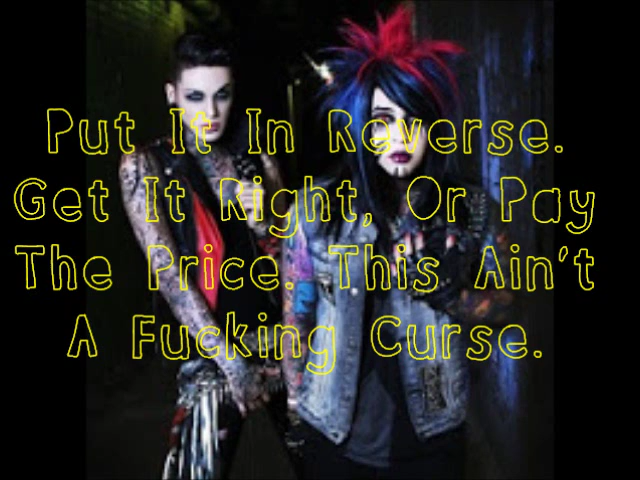 Put It In Reverse.
Get It Right, Or Pay
The Price. This Ain't
A Fucking Curse.